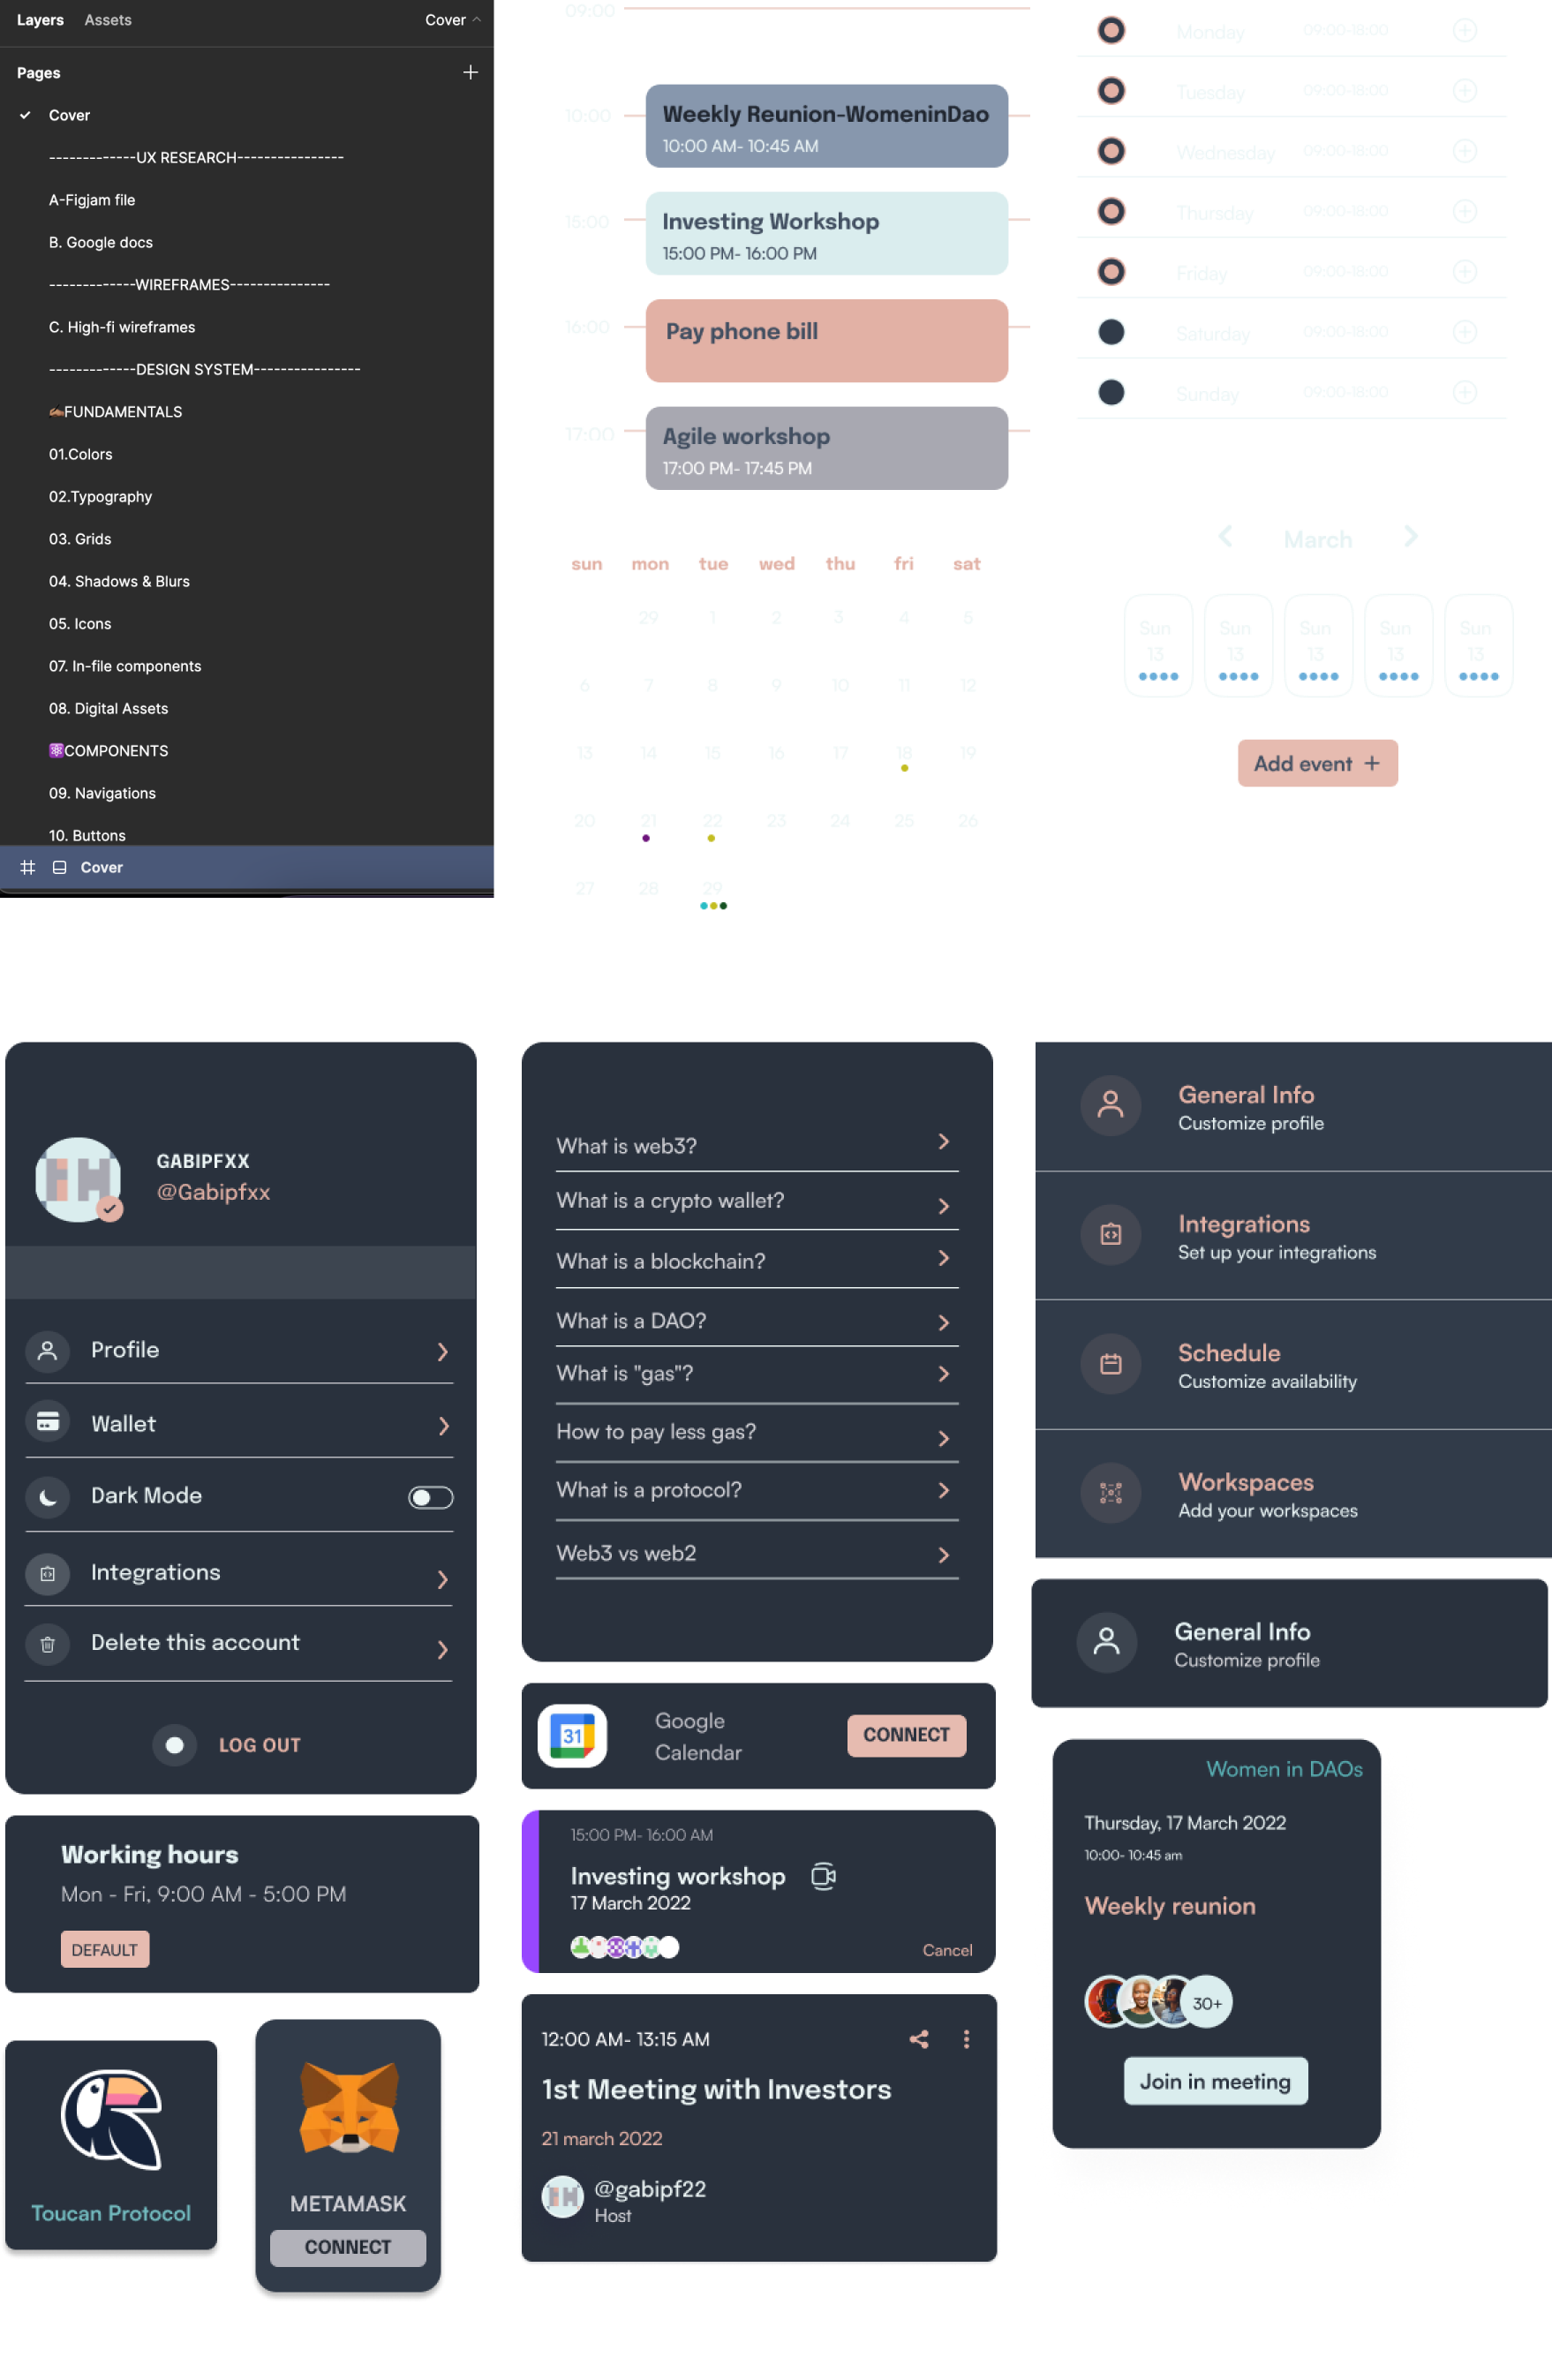 Layers Assets Cover
Pages
Cover
-------------UX RESEARCH----------------
A-Figjam file
B. Google docs
-------------WIREFRAMES---------------
C. High-fi wireframes
-------------DESIGN SYSTEM----------------
✍🏾FUNDAMENTALS
01.Colors
02.Typography
03. Grids
04. Shadows & Blurs
05. Icons
07. In-file components
08. Digital Assets
⚛️COMPONENTS
09. Navigations
10. Buttons
Cover
09:00
10:00
Weekly Reunion-WomeninDao
10:00 AM- 10:45 AM
15:00
Investing Workshop
15:00 PM- 16:00 PM
16:00
Pay phone bill
17:00
Agile workshop
17:00 PM- 17:45 PM
sun mon tue wed thu fri sat
29 1 2 3 4 5
6 7 8 9 10 11 12
13 14 15 16 17 18 19
20 21 22 23 24 25 26
27 28 29
Monday 09:00-18:00
Tuesday 09:00-18:00
Wednesday 09:00-18:00
Thursday 09:00-18:00
Friday 09:00-18:00
Saturday 09:00-18:00
Sunday 09:00-18:00
March
Sun Sun Sun Sun Sun
13 13 13 13 13
Add event +
GABIPFXX
@Gabipfxx
Profile
Wallet
Dark Mode
Integrations
Delete this account
LOG OUT
Working hours
Mon - Fri, 9:00 AM - 5:00 PM
DEFAULT
Toucan Protocol
METAMASK
CONNECT
What is web3?
What is a crypto wallet?
What is a blockchain?
What is a DAO?
What is "gas"?
How to pay less gas?
What is a protocol?
Web3 vs web2
31
Google
Calendar
CONNECT
15:00 PM- 16:00 AM
Investing workshop
17 March 2022
Cancel
12:00 AM- 13:15 AM
1st Meeting with Investors
21 march 2022
@gabipf22
Host
General Info
Customize profile
Integrations
Set up your integrations
Schedule
Customize availability
Workspaces
Add your workspaces
General Info
Customize profile
Women in DAOs
Thursday, 17 March 2022
10:00- 10:45 am
Weekly reunion
30+
Join in meeting